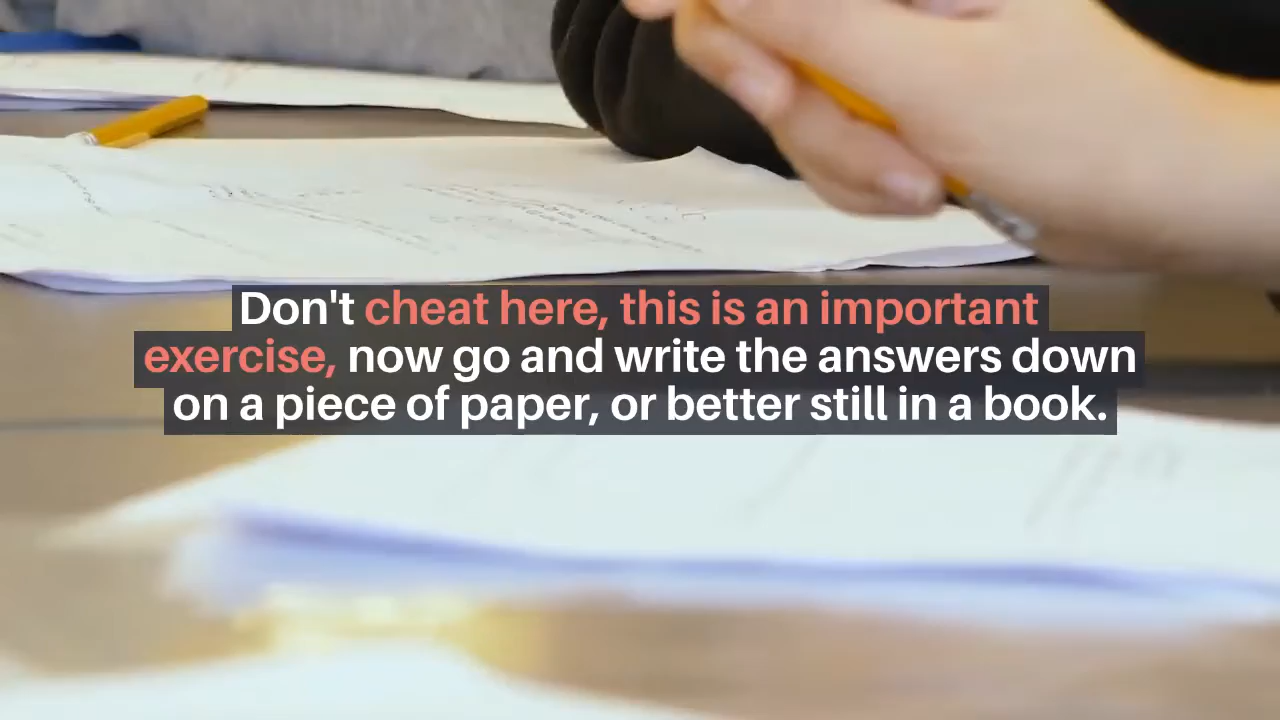 Don't cheat here, this is an important
exercise, now go and write the answers down
on a piece of paper, or better still in a book.